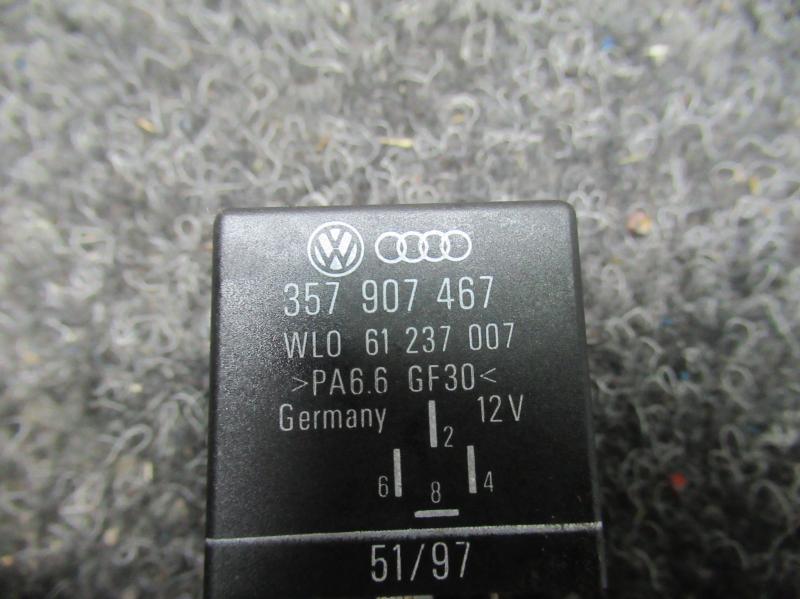 357 907 467
WLO 61 237 007
>PA6.6 GF30<
Germany 12V
2
6 8 4
51/97